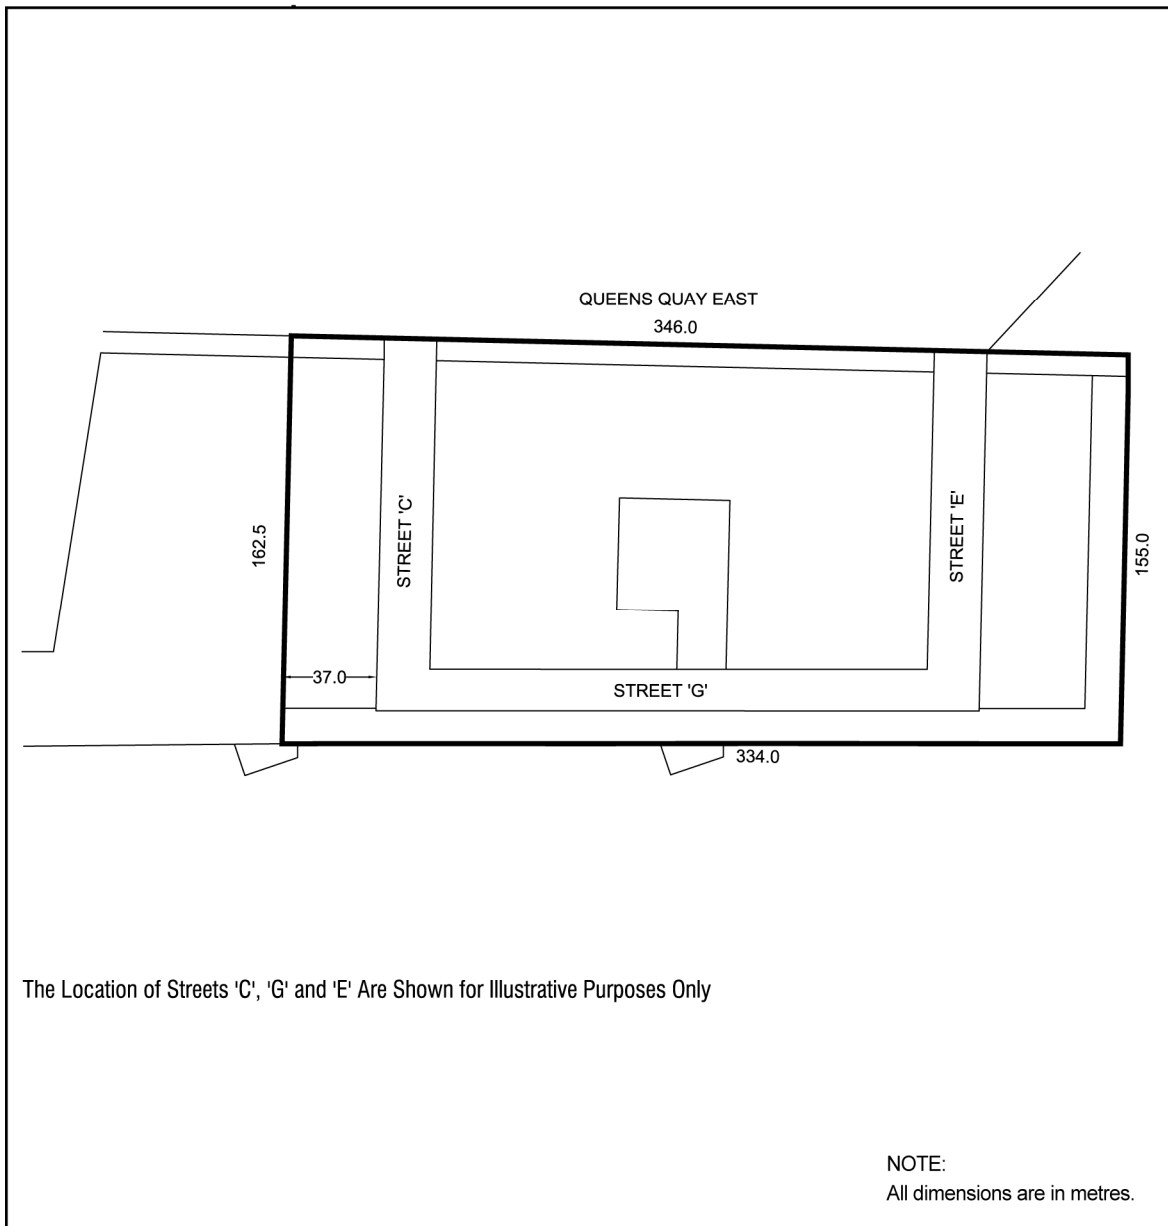 QUEENS QUAY EAST
346.0
STREET 'C'
STREET 'E'
162.5
155.0
37.0
STREET 'G'
334.0
The Location of Streets 'C', 'G' and 'E' Are Shown for Illustrative Purposes Only
NOTE:
All dimensions are in metres.